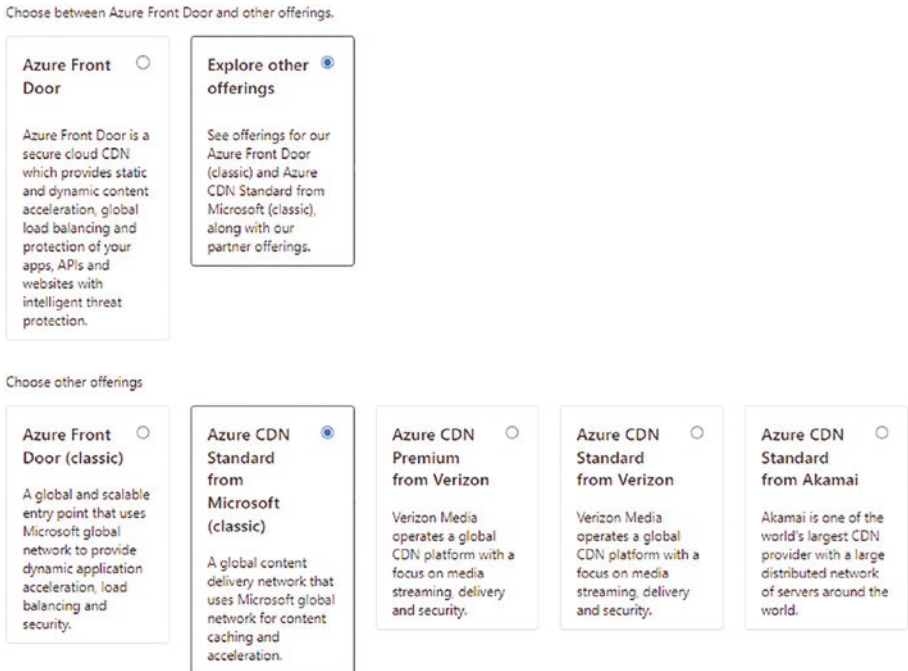 Choose between Azure Front Door and other offerings.
Azure Front
Door
Azure Front Door is a
secure cloud CDN
which provides static
and dynamic content
acceleration, global
load balancing and
protection of your
apps, APIs and
websites with
intelligent threat
protection.
Explore other
offerings
See offerings for our
Azure Front Door
(classic) and Azure
CDN Standard from
Microsoft (classic),
along with our
partner offerings.
Choose other offerings
Azure Front
Door (classic)
A global and scalable
entry point that uses
Microsoft global
network to provide
dynamic application
acceleration, load
balancing and
security.
Azure CDN
Standard
from
Microsoft
(classic)
A global content
delivery network that
uses Microsoft global
network for content
caching and
acceleration.
Azure CDN
Premium
from Verizon
Verizon Media
operates a global
CDN platform with a
focus on media
streaming, delivery
and security.
Azure CDN
Standard
from Verizon
Verizon Media
operates a global
CDN platform with a
focus on media
streaming, delivery
and security.
Azure CDN
Standard
from Akamai
Akamai is one of the
world's largest CDN
provider with a large
distributed network
of servers around the
world.